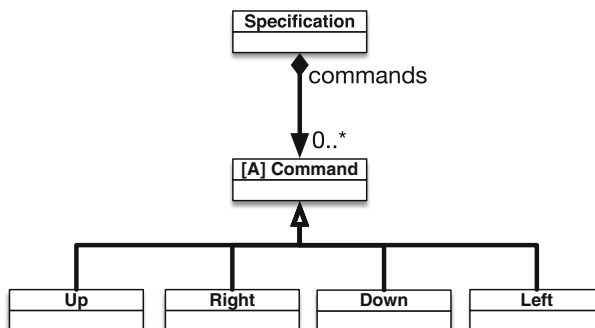 Specification
commands
0..*
[A] Command
Up
Right
Down
Left